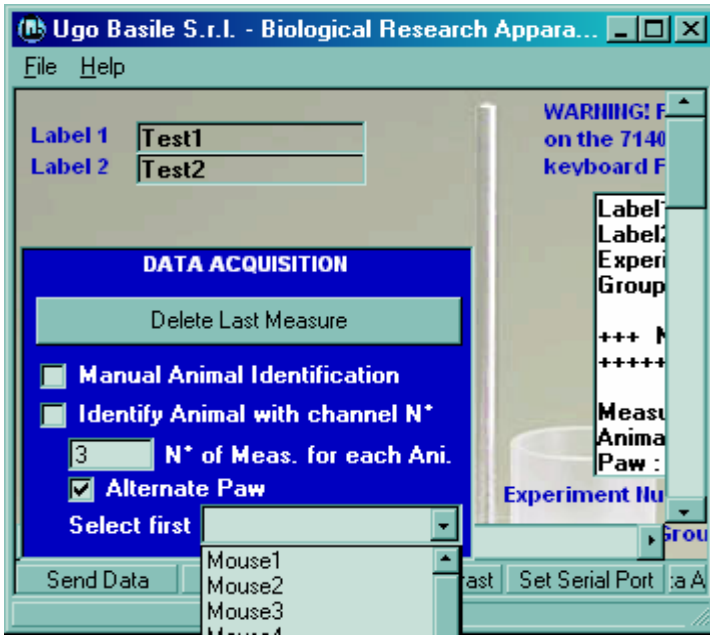 Ugo Basile S.r.l. - Biological Research Appara...
File Help
Label 1 Test1
Label 2 Test2
WARNING! F
on the 7140
keyboard F
Label
Label2
Experi
Group
+++ N
+++++
Measu
Anima
Paw :
Experiment Nu
Grou
DATA ACQUISITION
Delete Last Measure
Manual Animal Identification
Identify Animal with channel N°
3 N° of Meas. for each Ani.
Alternate Paw
Select first
Mouse1
Mouse2
Mouse3
Mouse4
Send Data
rast
Set Serial Port
ta A